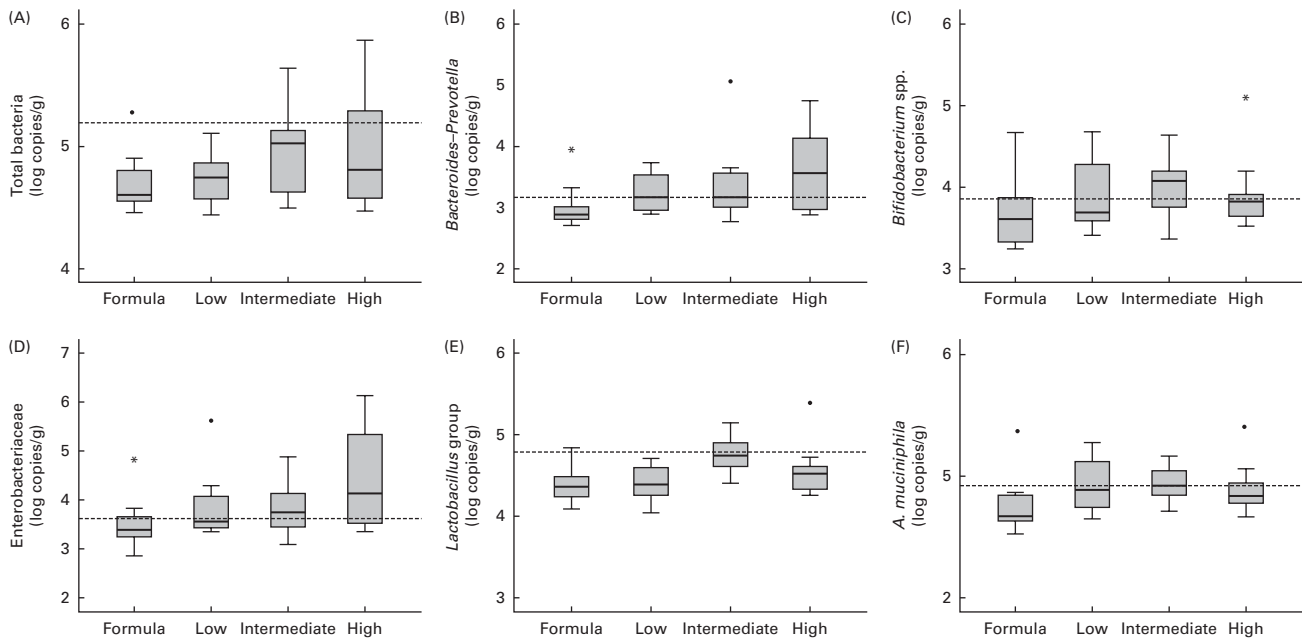 (A)
Total bacteria
(log copies/g)
6
5
4
Formula Low Intermediate High
(B)
Bacteroides–Prevotella
(log copies/g)
6
5
4
3
2
*
Formula Low Intermediate High
(C)
Bifidobacterium spp.
(log copies/g)
6
5
4
3
*
Formula Low Intermediate High
(D)
Enterobacteriaceae
(log copies/g)
7
6
5
4
3
2
*
Formula Low Intermediate High
(E)
Lactobacillus group
(log copies/g)
6
5
4
3
Formula Low Intermediate High
(F)
A. muciniphila
(log copies/g)
6
5
2
Formula Low Intermediate High